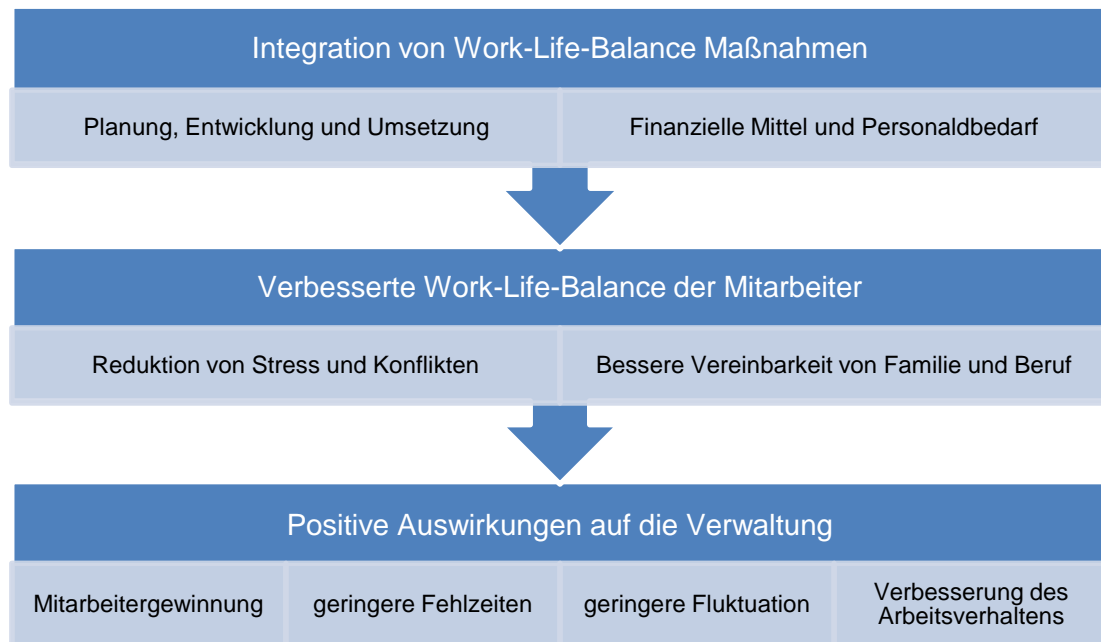 Integration von Work-Life-Balance Maßnahmen
Planung, Entwicklung und Umsetzung
Finanzielle Mittel und Personaldbedarf
Verbesserte Work-Life-Balance der Mitarbeiter
Reduktion von Stress und Konflikten
Bessere Vereinbarkeit von Familie und Beruf
Positive Auswirkungen auf die Verwaltung
Mitarbeitergewinnung
geringere Fehlzeiten
geringere Fluktuation
Verbesserung des
Arbeitsverhaltens